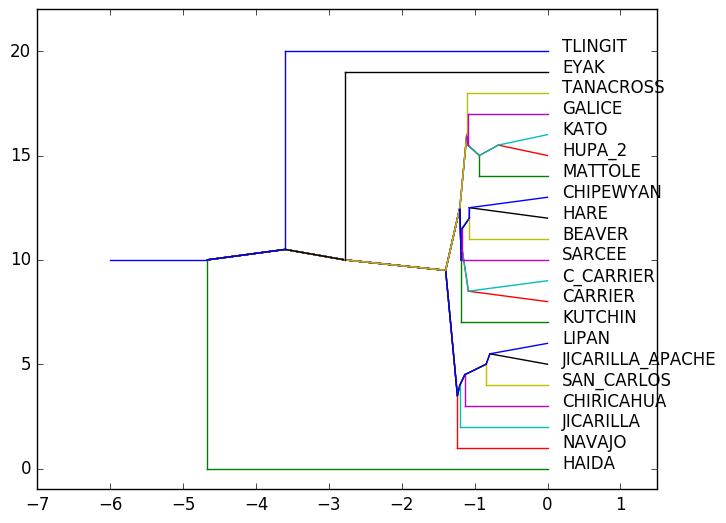 20
TLINGIT
EYAK
TANACROSS
GALICE
15
KATO
HUPA_2
MATTOLE
CHIPEWYAN
HARE
BEAVER
10
SARCEE
C_CARRIER
CARRIER
KUTCHIN
LIPAN
5
JICARILLA_APACHE
SAN_CARLOS
CHIRICAHUA
JICARILLA
NAVAJO
0
HAIDA
−7 −6 −5 −4 −3 −2 −1 0 1